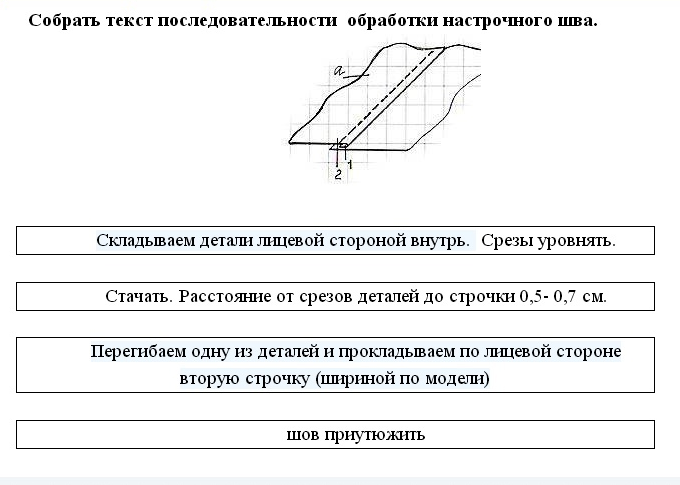 Собрать текст последовательности обработки настрочного шва.
а
1
2
Складываем детали лицевой стороной внутрь. Срезы уровнять.
Стачать. Расстояние от срезов деталей до строчки 0,5- 0,7 см.
Перегибаем одну из деталей и прокладываем по лицевой стороне
вторую строчку (шириной по модели)
шов приутюжить